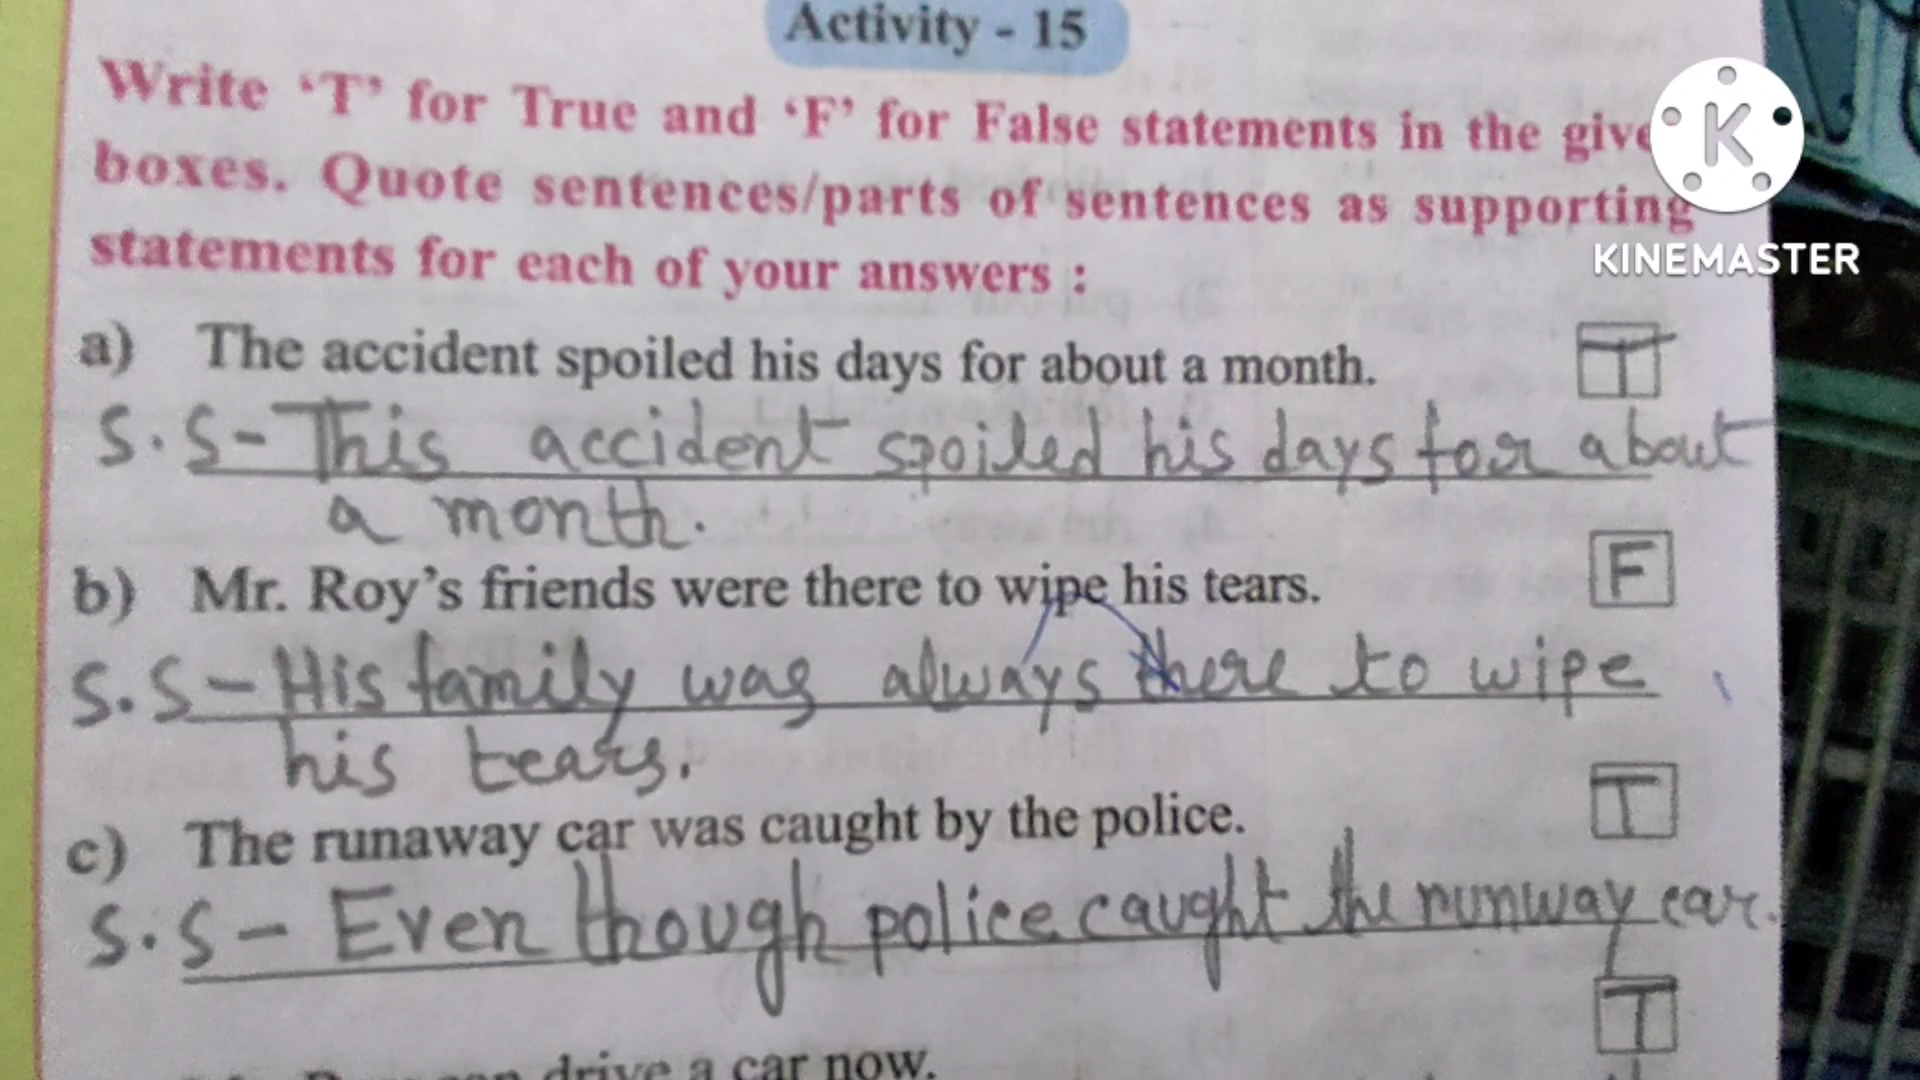 Activity - 15
Write ‘T’ for True and ‘F’ for False statements in the give
boxes. Quote sentences/parts of sentences as supporting
statements for each of your answers :
K
KINEMASTER
a) The accident spoiled his days for about a month. T
S.S - This accident spoiled his days for about
a month.
b) Mr. Roy’s friends were there to wipe his tears. F
S.S - His family was always there to wipe
his tears.
c) The runaway car was caught by the police. T
S.S - Even though police caught the runway car.
T
drive a car now.